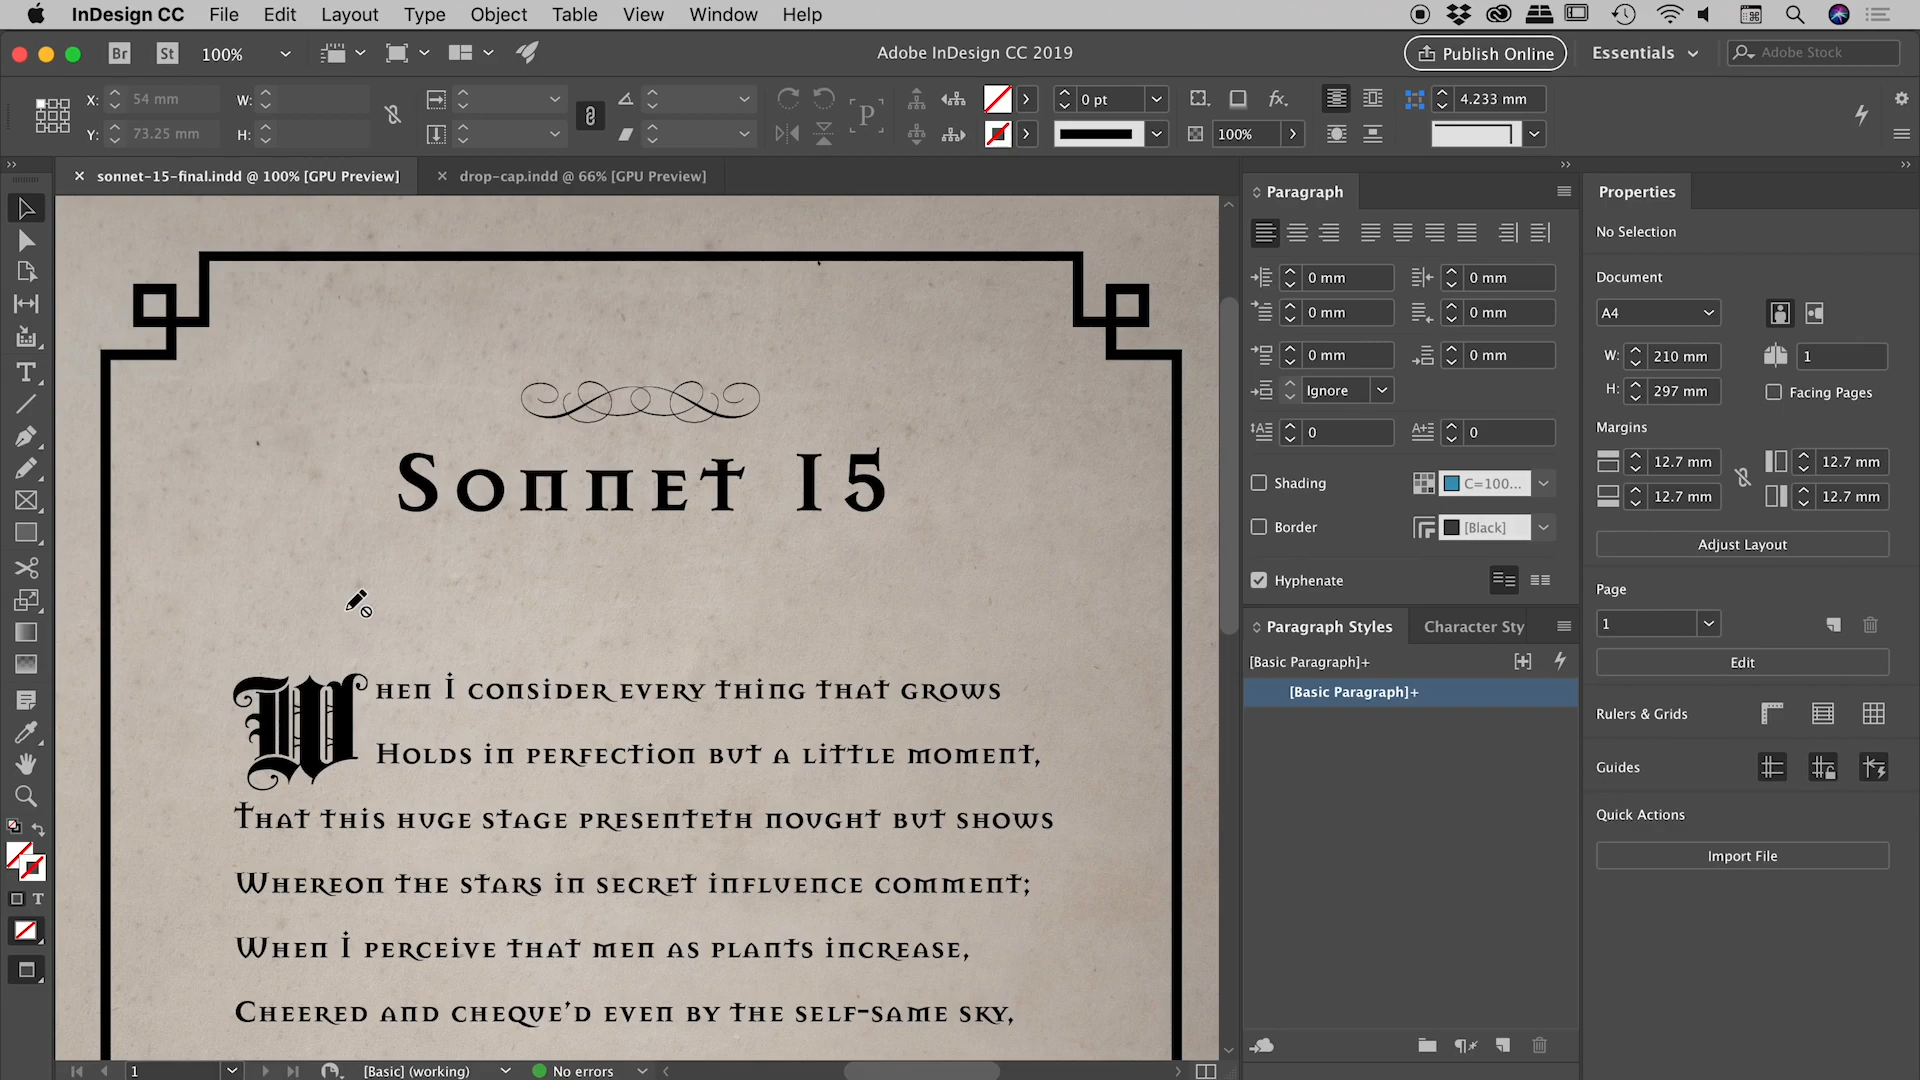 InDesign CC File Edit Layout Type Object Table View Window Help
Br St 100% Adobe InDesign CC 2019 Publish Online Essentials Adobe Stock
X: 54 mm W: 0 pt 4.233 mm
Y: 73.25 mm H: P 100%
sonnet-15-final.indd @ 100% [GPU Preview] drop-cap.indd @ 66% [GPU Preview]
Sonnet 15
When I consider every thing that grows
Holds in perfection but a little moment,
That this huge stage presenteth nought but shows
Whereon the stars in secret influence comment;
When I perceive that men as plants increase,
Cheered and cheque'd even by the self-same sky,
1 [Basic] (working) No errors
Paragraph
0 mm 0 mm
0 mm 0 mm
0 mm 0 mm
Ignore
0 0
Shading C=100...
Border [Black]
Hyphenate
Paragraph Styles Character Sty
[Basic Paragraph]+
[Basic Paragraph]+
Properties
No Selection
Document
A4
W: 210 mm 1
H: 297 mm Facing Pages
Margins
12.7 mm 12.7 mm
12.7 mm 12.7 mm
Adjust Layout
Page
1
Edit
Rulers & Grids
Guides
Quick Actions
Import File